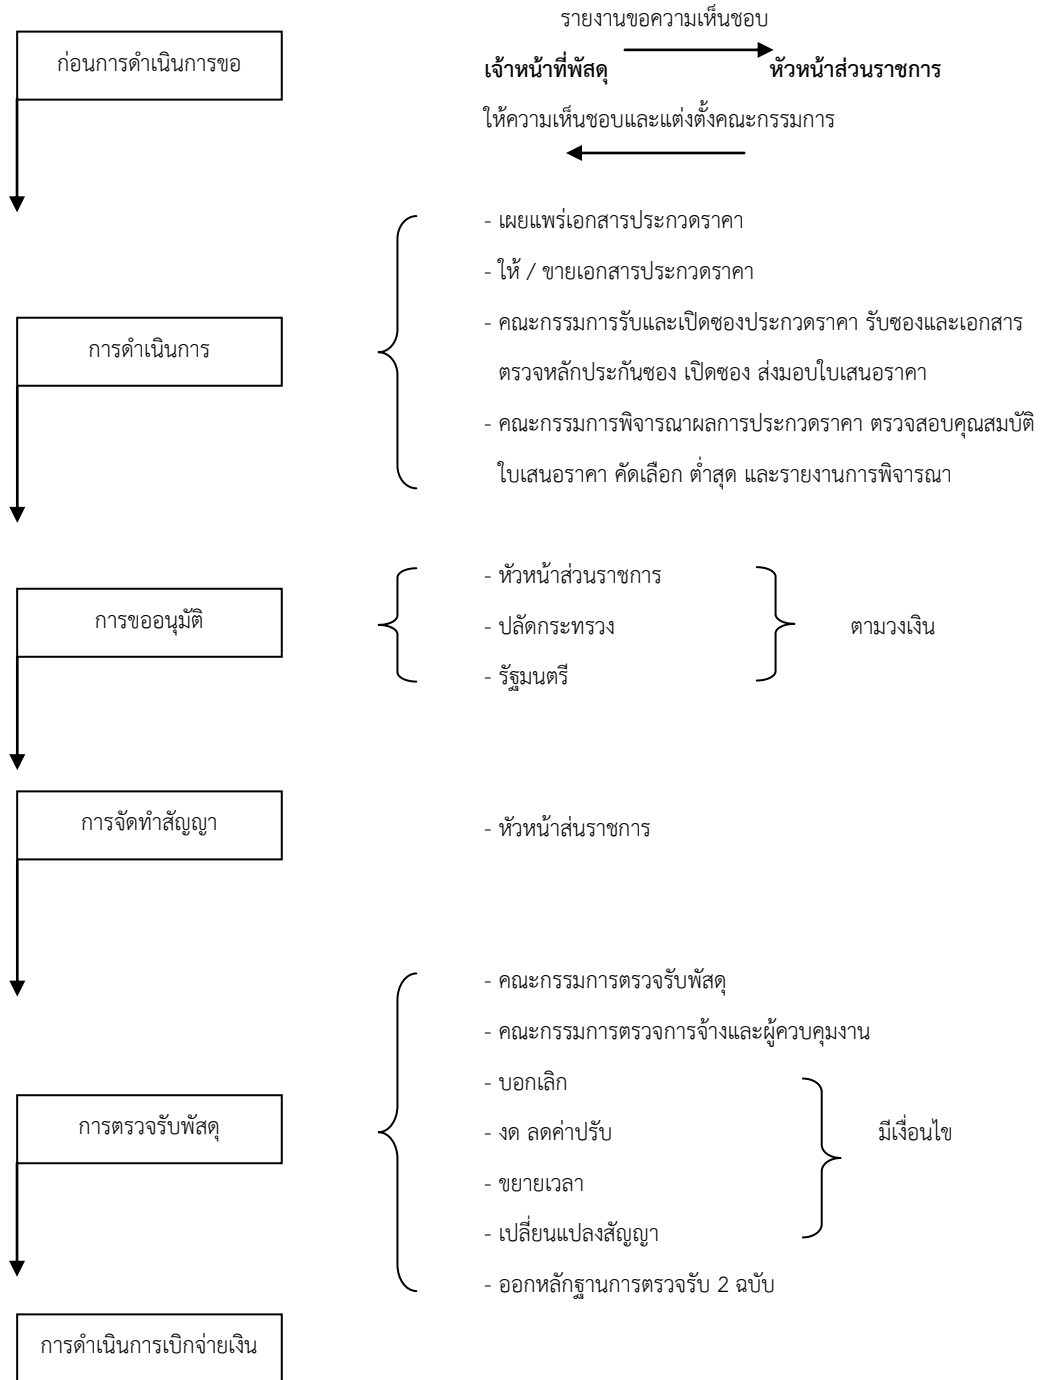 รายงานขอความเห็นชอบ
ก่อนการดำเนินการขอ
เจ้าหน้าที่พัสดุ หัวหน้าส่วนราชการ
ให้ความเห็นชอบและแต่งตั้งคณะกรรมการ
- เผยแพร่เอกสารประกวดราคา
- ให้ / ขายเอกสารประกวดราคา
- คณะกรรมการรับและเปิดซองประกวดราคา รับซองและเอกสาร
การดำเนินการ
ตรวจหลักประกันซอง เปิดซอง ส่งมอบใบเสนอราคา
- คณะกรรมการพิจารณาผลการประกวดราคา ตรวจสอบคุณสมบัติ
ใบเสนอราคา คัดเลือก ต่ำสุด และรายงานการพิจารณา
- หัวหน้าส่วนราชการ
การขออนุมัติ
- ปลัดกระทรวง ตามวงเงิน
- รัฐมนตรี
การจัดทำสัญญา
- หัวหน้าส่นราชการ
- คณะกรรมการตรวจรับพัสดุ
- คณะกรรมการตรวจการจ้างและผู้ควบคุมงาน
- บอกเลิก
การตรวจรับพัสดุ
- งด ลดค่าปรับ มีเงื่อนไข
- ขยายเวลา
- เปลี่ยนแปลงสัญญา
- ออกหลักฐานการตรวจรับ 2 ฉบับ
การดำเนินการเบิกจ่ายเงิน